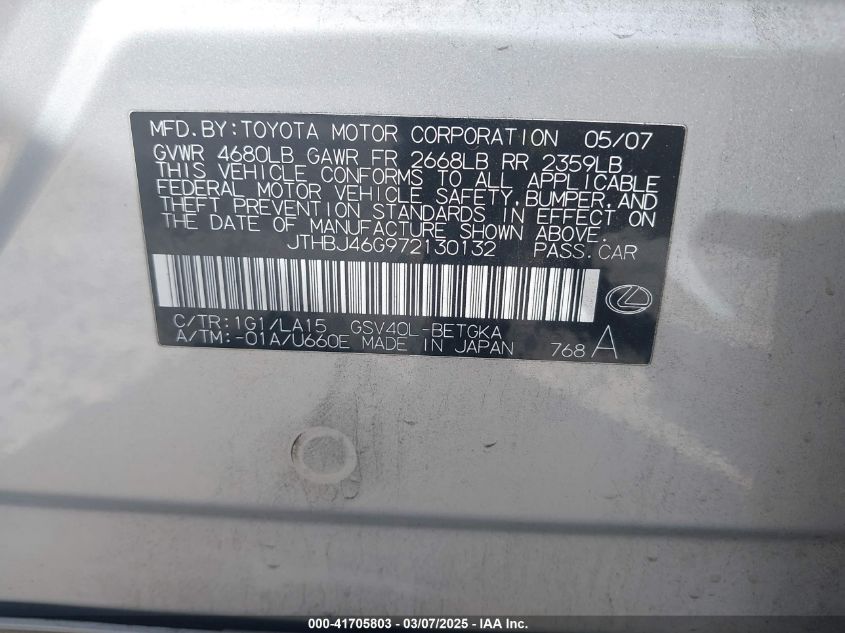 MFD.BY:TOYOTA MOTOR CORPORATION 05/07
GVWR 4680LB GAWR FR 2668LB RR 2359LB
THIS VEHICLE CONFORMS TO ALL APPLICABLE
FEDERAL MOTOR VEHICLE SAFETY,BUMPER,AND
THEFT PREVENTION STANDARDS IN EFFECT ON
THE DATE OF MANUFACTURE SHOWN ABOVE.
JTHBJ46G972130132 PASS.CAR
C/TR:1G1/LA15 GSV40L-BETGKA
A/TM:-01A/U660E MADE IN JAPAN 768 A
000-41705803 - 03/07/2025 - IAA Inc.